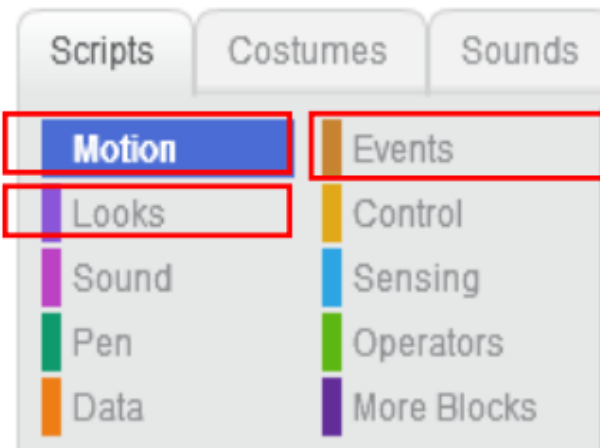 Scripts Costumes Sounds
Motion Events
Looks Control
Sound Sensing
Pen Operators
Data More Blocks